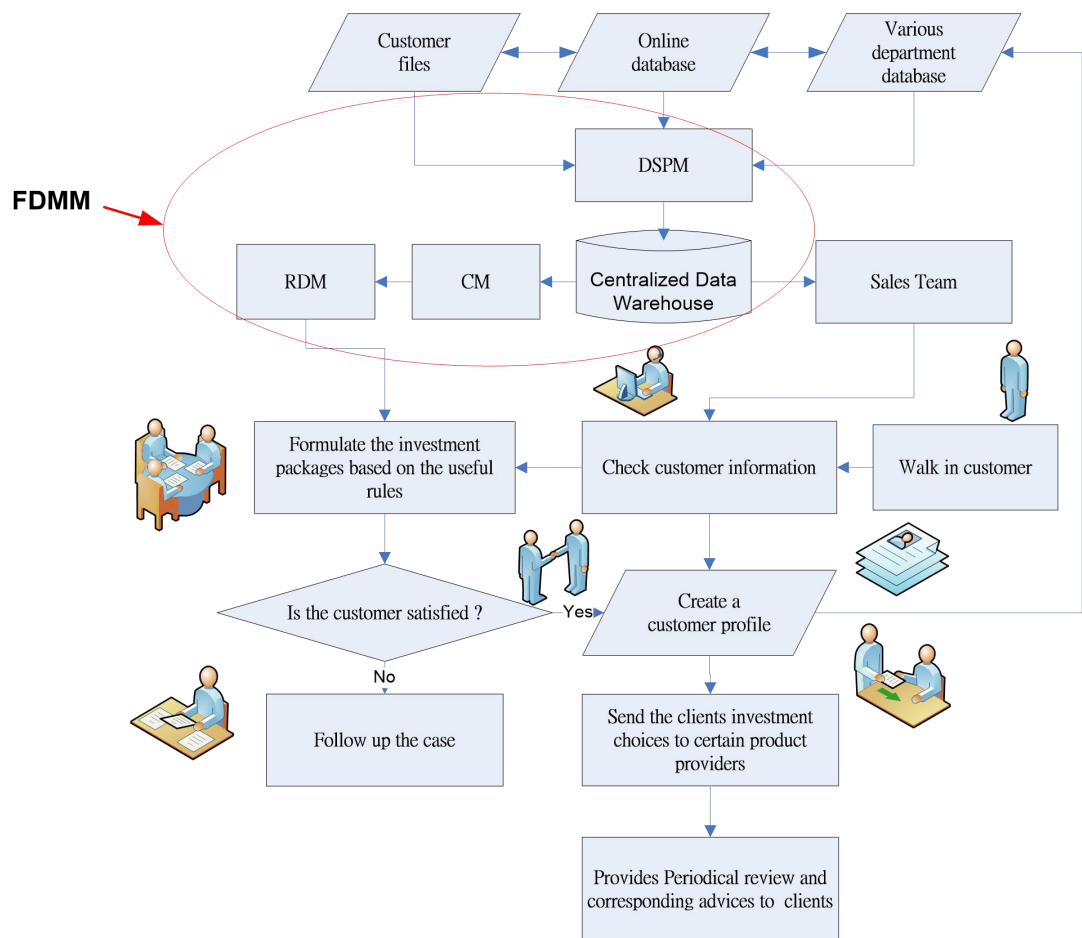 Customer
files
Online
database
Various
department
database
DSPM
FDMM
RDM
CM
Centralized Data
Warehouse
Sales Team
Formulate the investment
packages based on the useful
rules
Check customer information
Walk in customer
Is the customer satisfied ?
Yes
Create a
customer profile
No
Follow up the case
Send the clients investment
choices to certain product
providers
Provides Periodical review and
corresponding advices to clients